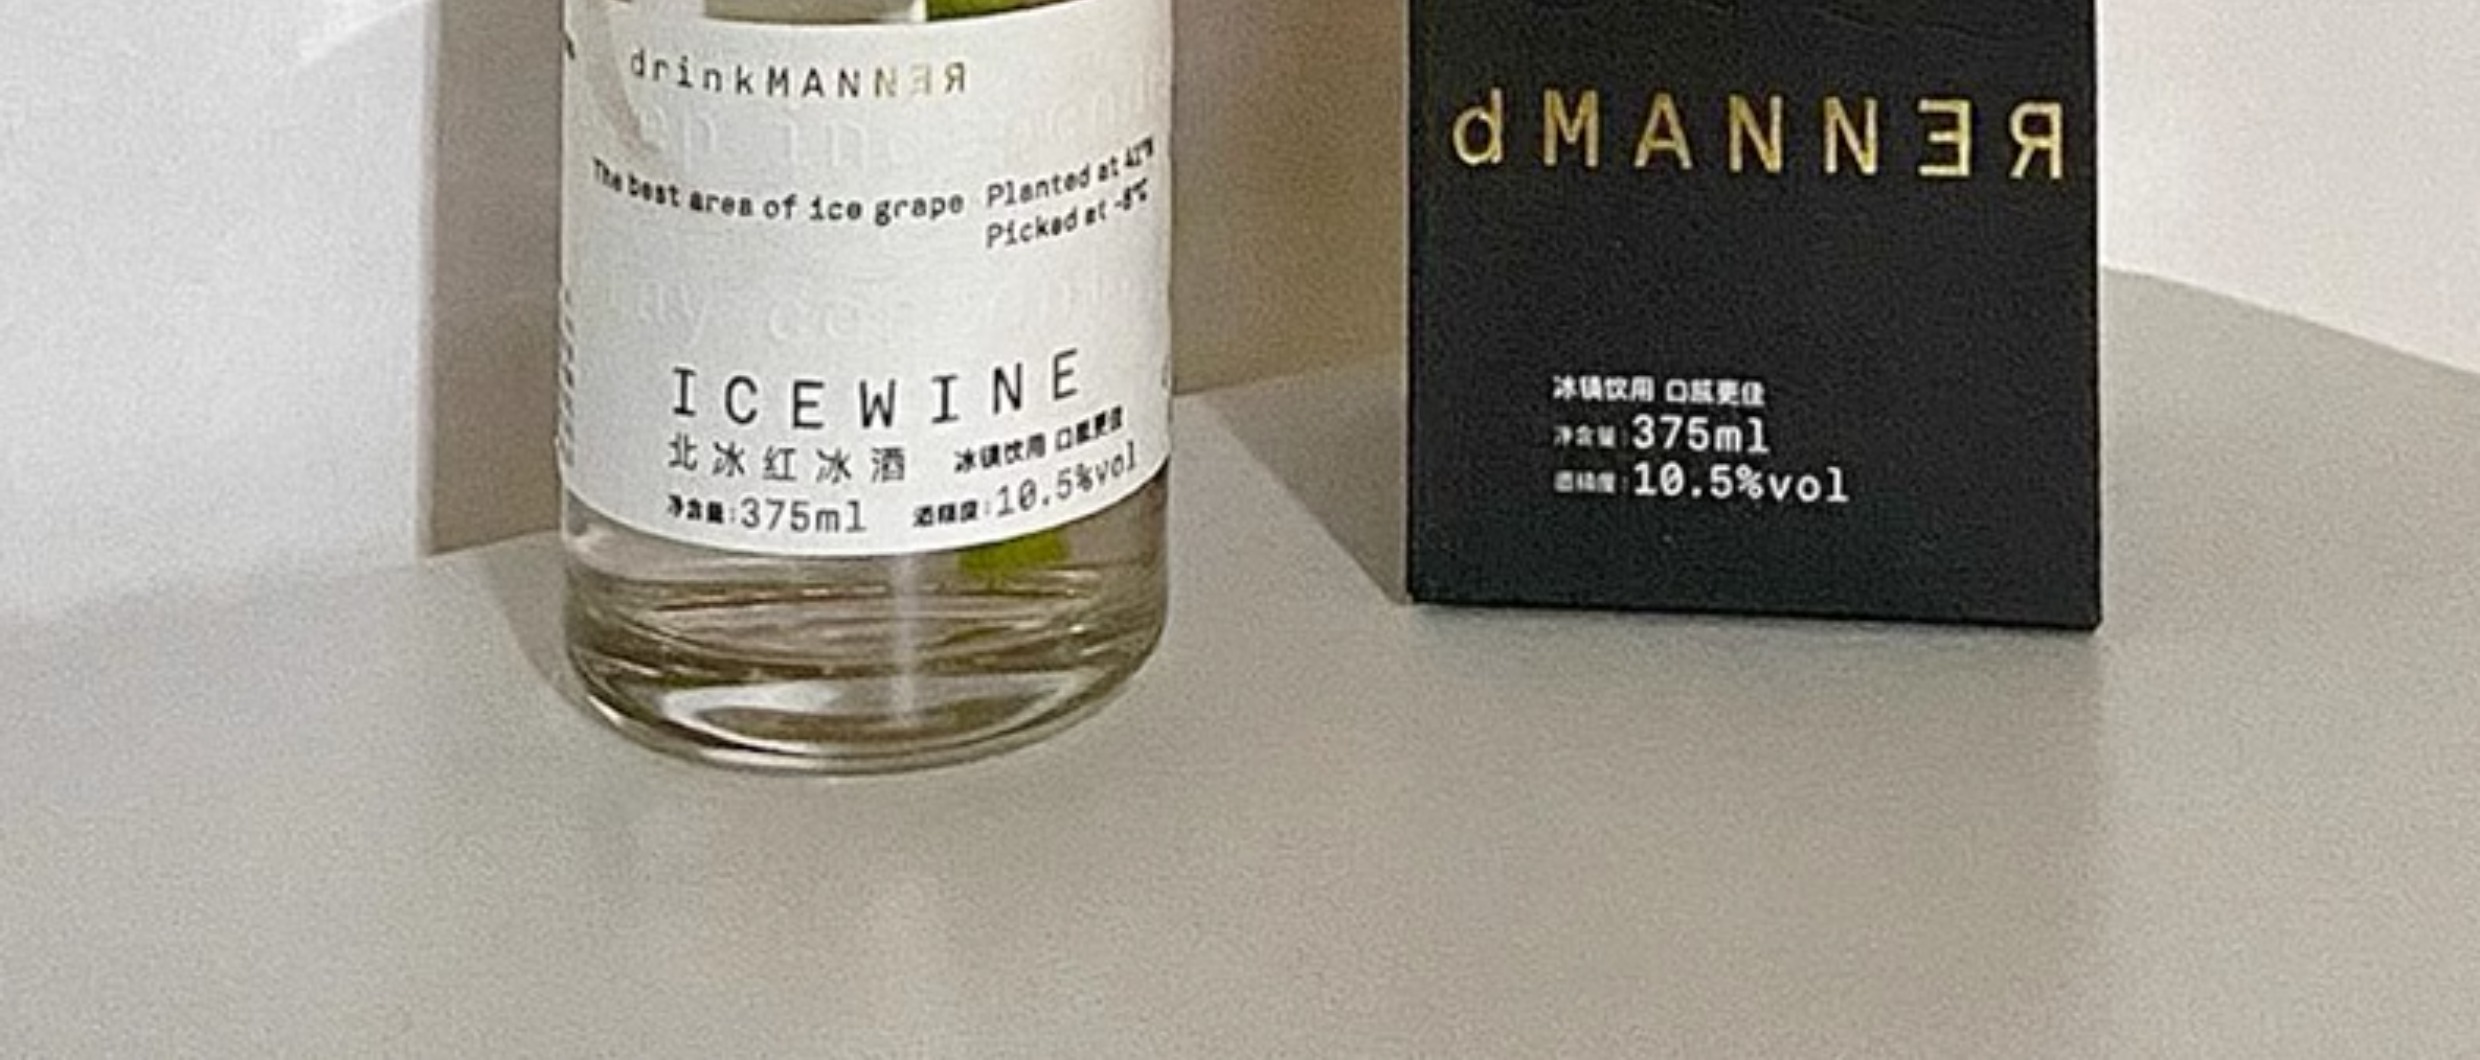 drinkMANNƎЯ
The best area of ice grape
Planted at 41°N
Picked at -8℃
ICEWINE
北冰红冰酒
冰镇饮用 口感更佳
净含量:375ml
酒精度:10.5%vol
dMANNƎЯ
冰镇饮用 口感更佳
净含量:375ml
酒精度:10.5%vol